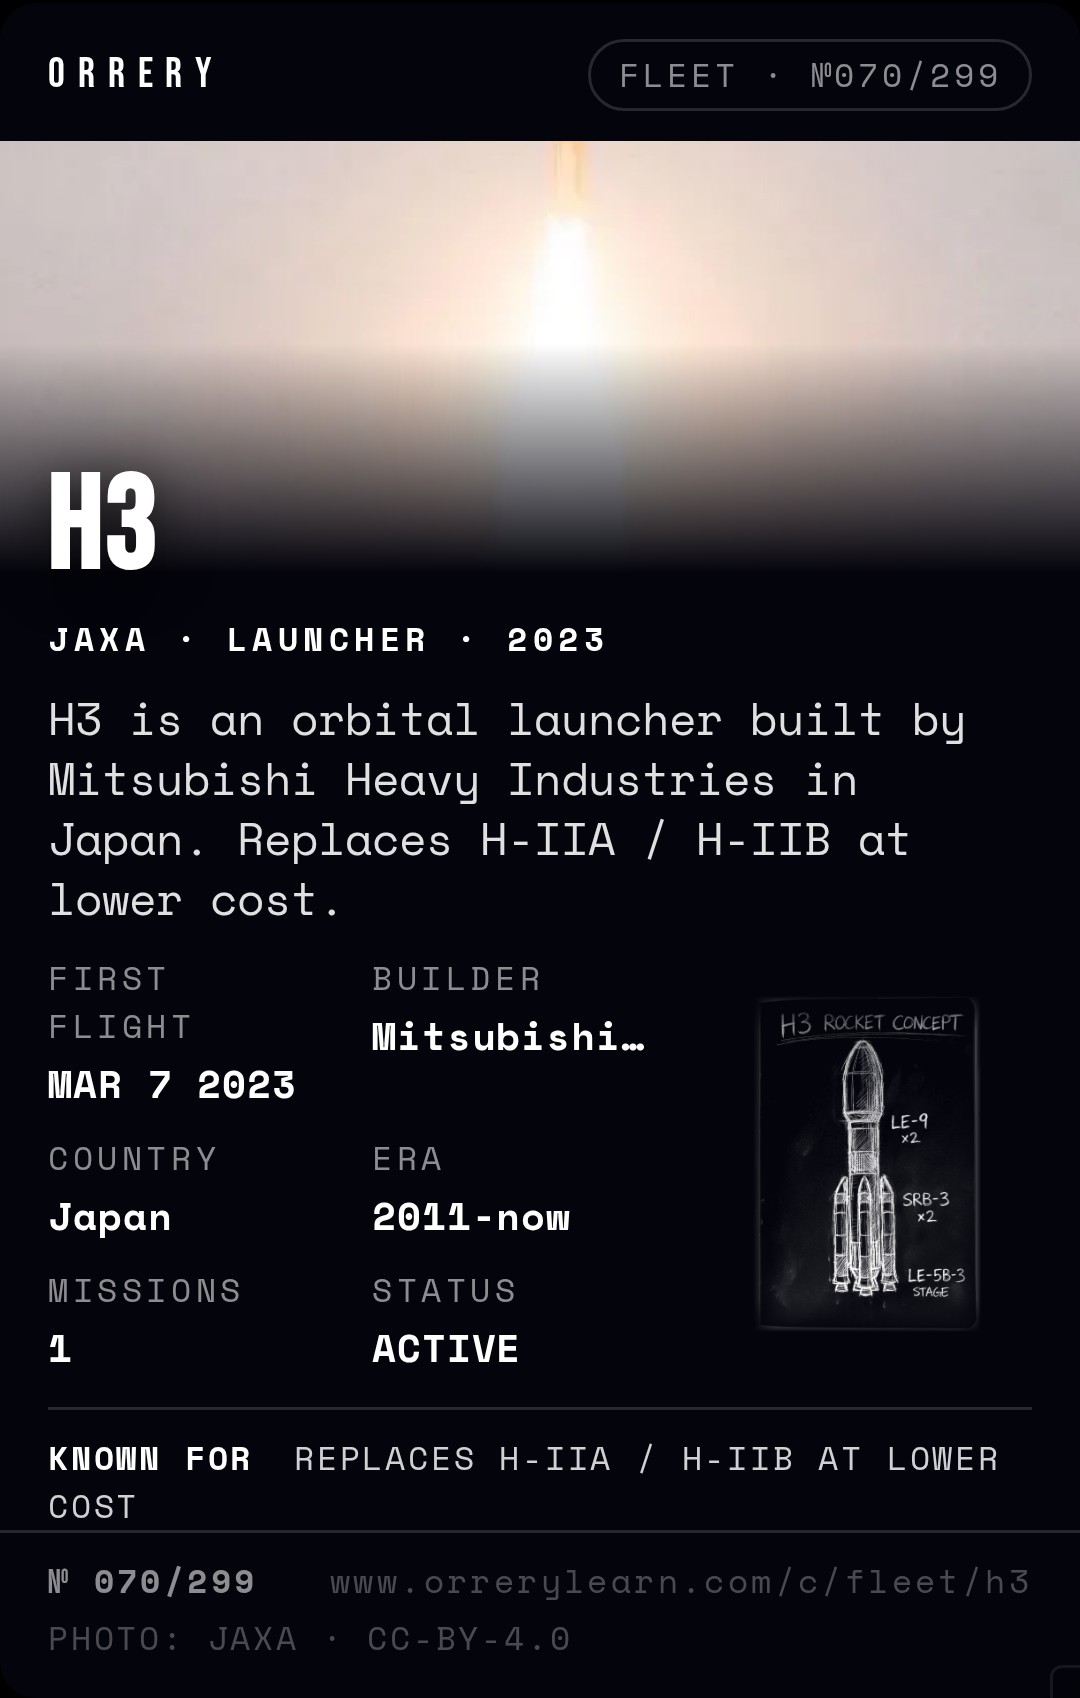 ORRERY
FLEET · №070/299
H3
JAXA · LAUNCHER · 2023
H3 is an orbital launcher built by
Mitsubishi Heavy Industries in
Japan. Replaces H-IIA / H-IIB at
lower cost.
FIRST
FLIGHT
MAR 7 2023
BUILDER
Mitsubishi…
COUNTRY
Japan
ERA
2011-now
MISSIONS
1
STATUS
ACTIVE
H3 ROCKET CONCEPT
LE-9
x2
SRB-3
x2
LE-5B-3
STAGE
KNOWN FOR REPLACES H-IIA / H-IIB AT LOWER
COST
№ 070/299
www.orrerylearn.com/c/fleet/h3
PHOTO: JAXA · CC-BY-4.0